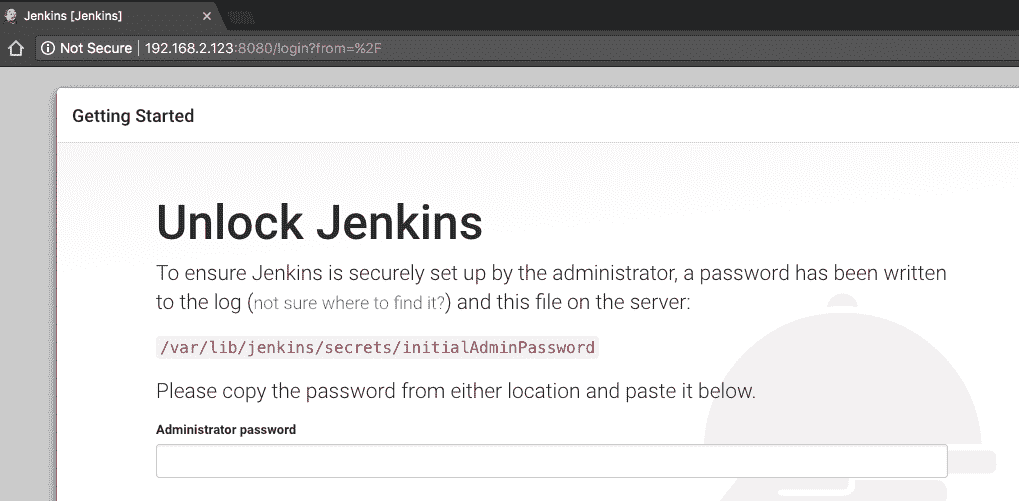 Jenkins [Jenkins]
Not Secure | 192.168.2.123:8080/login?from=%2F
Getting Started
Unlock Jenkins
To ensure Jenkins is securely set up by the administrator, a password has been written
to the log (not sure where to find it?) and this file on the server:
/var/lib/jenkins/secrets/initialAdminPassword
Please copy the password from either location and paste it below.
Administrator password